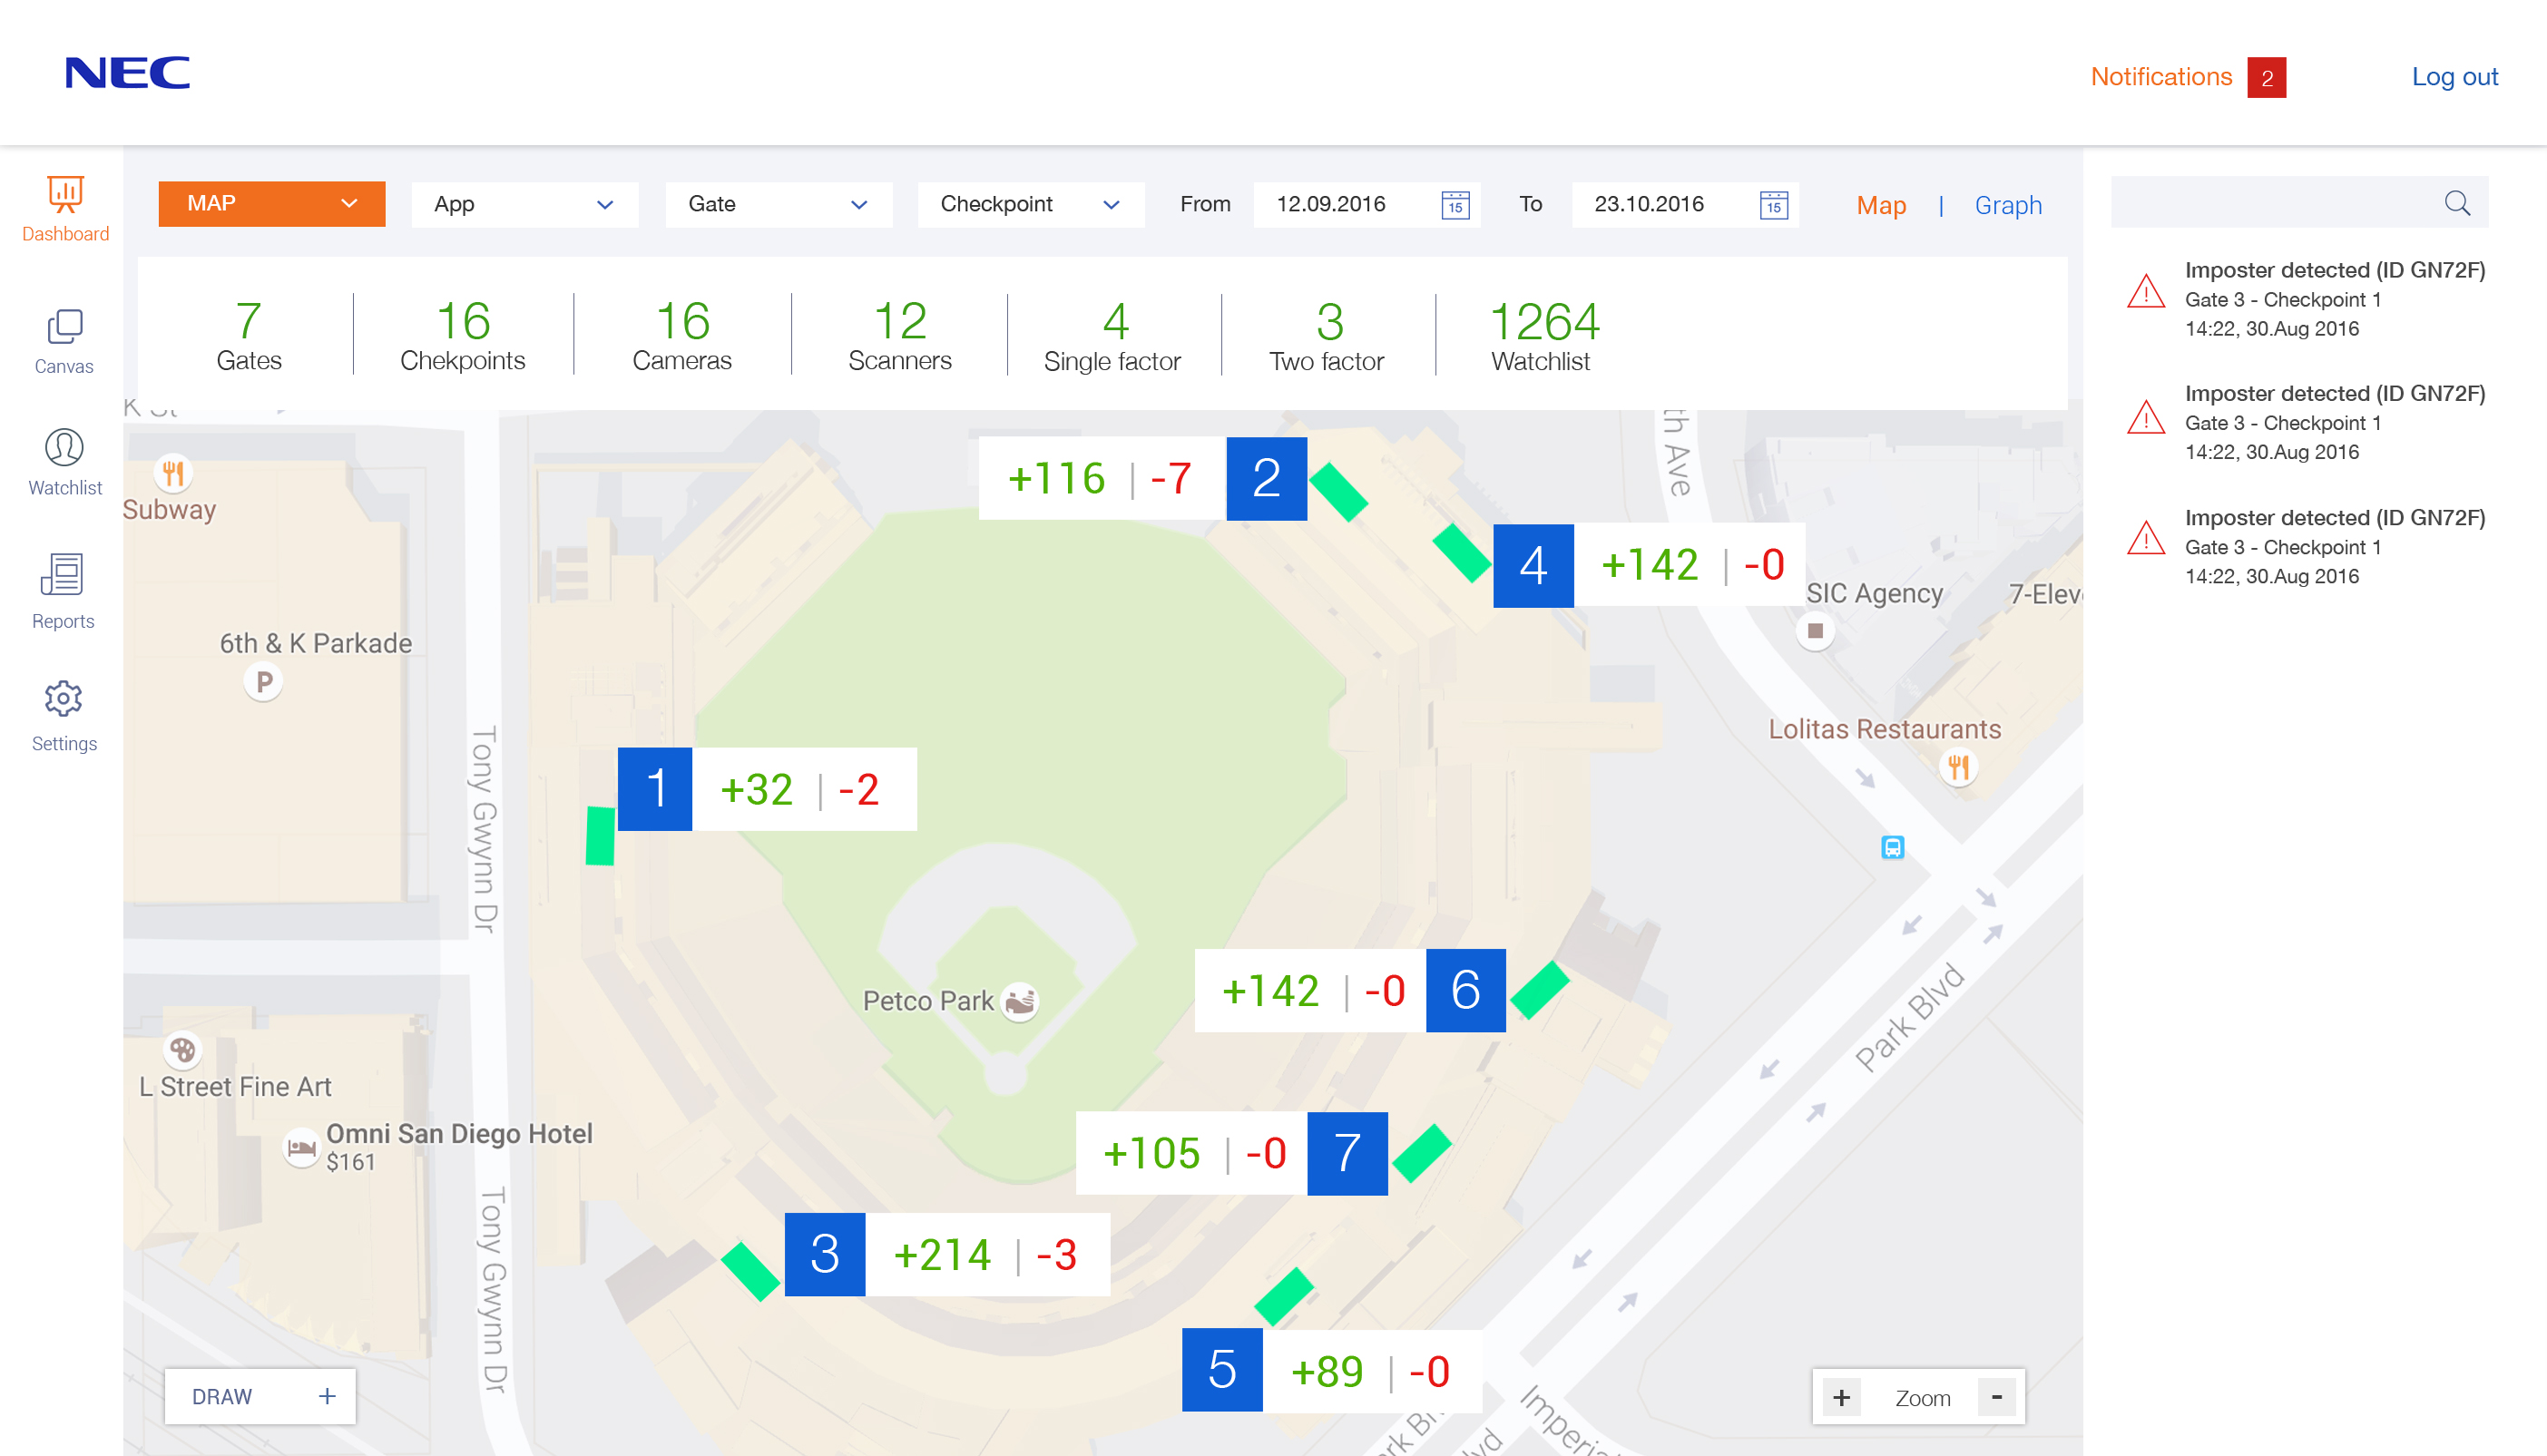 NEC
Notifications 2
Log out
Dashboard
Canvas
Watchlist
Reports
Settings
MAP
App
Gate
Checkpoint
From
12.09.2016
15
To
23.10.2016
15
Map | Graph
7
Gates
16
Chekpoints
16
Cameras
12
Scanners
4
Single factor
3
Two factor
1264
Watchlist
Imposter detected (ID GN72F)
Gate 3 - Checkpoint 1
14:22, 30.Aug 2016
Imposter detected (ID GN72F)
Gate 3 - Checkpoint 1
14:22, 30.Aug 2016
Imposter detected (ID GN72F)
Gate 3 - Checkpoint 1
14:22, 30.Aug 2016
K St
th Ave
Subway
+116 | -7 2
4 +142 | -0
SIC Agency
7-Elev
6th & K Parkade
P
Lolitas Restaurants
Tony Gwynn Dr
1 +32 | -2
Petco Park
+142 | -0 6
Park Blvd
L Street Fine Art
Omni San Diego Hotel
$161
+105 | -0 7
Tony Gwynn Dr
3 +214 | -3
5 +89 | -0
DRAW +
+ Zoom -